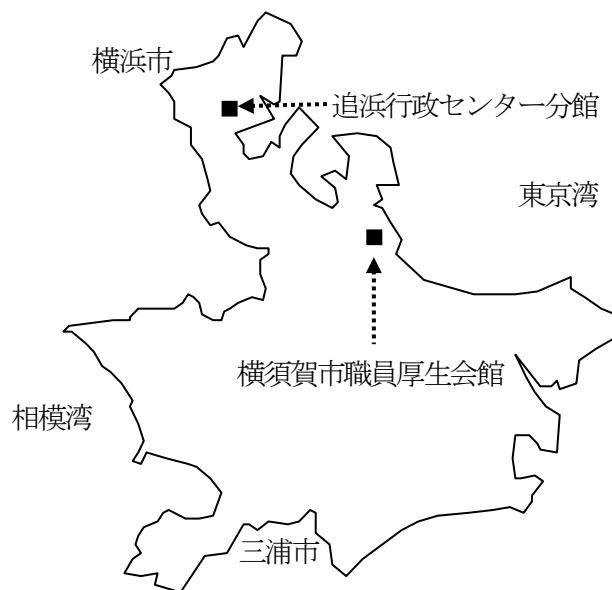 横浜市
追浜行政センター分館
東京湾
横須賀市職員厚生会館
相模湾
三浦市